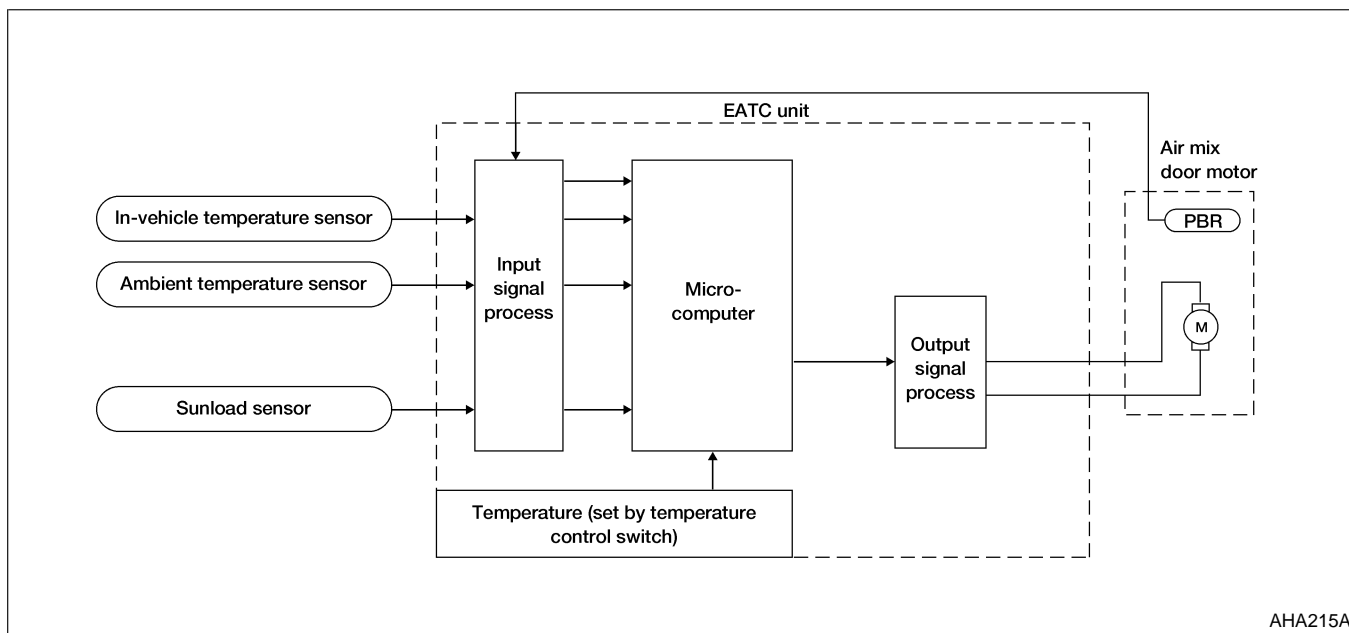 EATC unit
Air mix
door motor
In-vehicle temperature sensor
PBR
Ambient temperature sensor
Input
signal
process
Micro-
computer
M
Output
signal
process
Sunload sensor
Temperature (set by temperature
control switch)
AHA215A